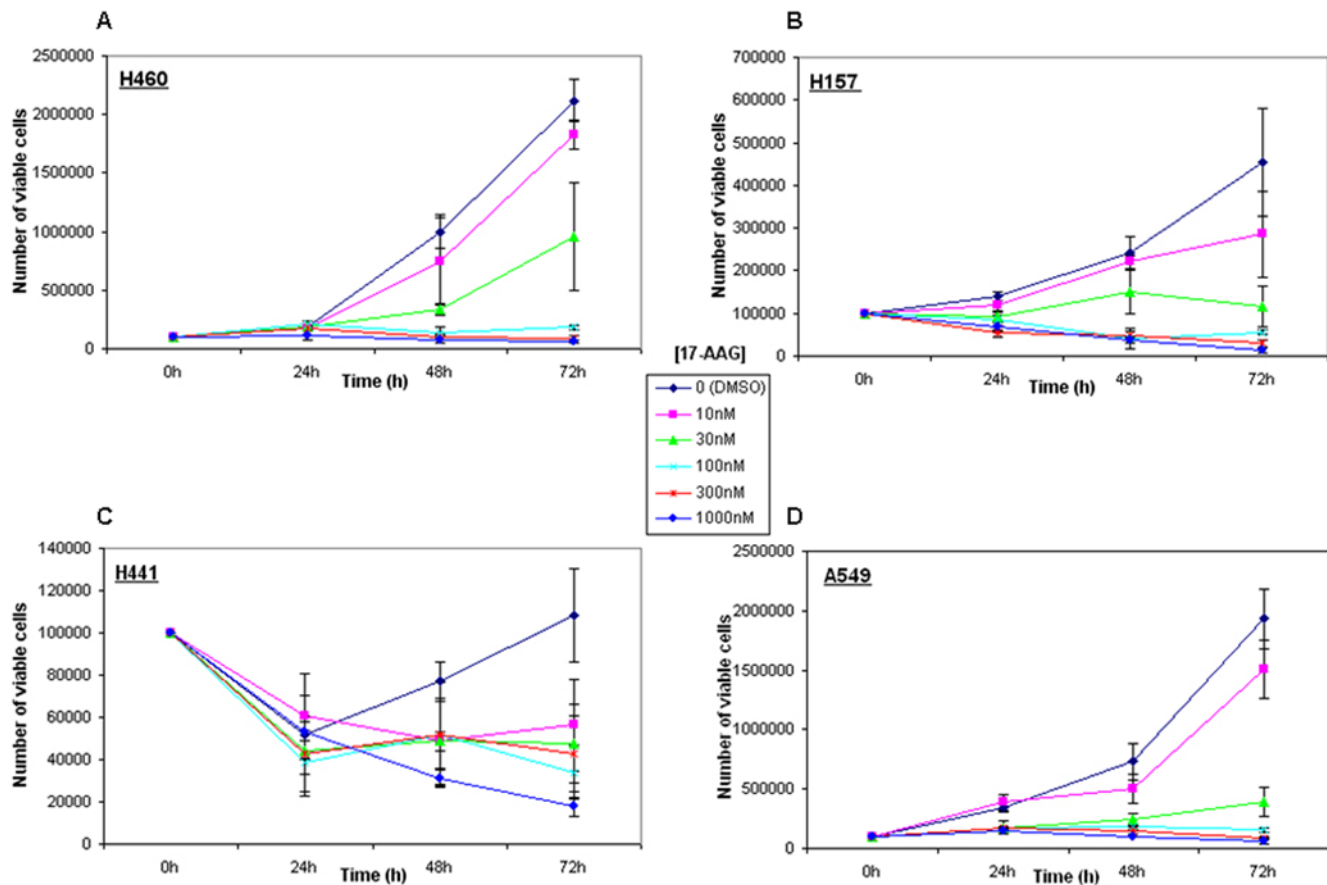 A
H460
Number of viable cells
2500000
2000000
1500000
1000000
500000
0
0h 24h 48h 72h
Time (h)
B
H157
Number of viable cells
700000
600000
500000
400000
300000
200000
100000
0
0h 24h 48h 72h
Time (h)
[17-AAG]
0 (DMSO)
10nM
30nM
100nM
300nM
1000nM
C
H441
Number of viable cells
140000
120000
100000
80000
60000
40000
20000
0
0h 24h 48h 72h
Time (h)
D
A549
Number of viable cells
2500000
2000000
1500000
1000000
500000
0
0h 24h 48h 72h
Time (h)